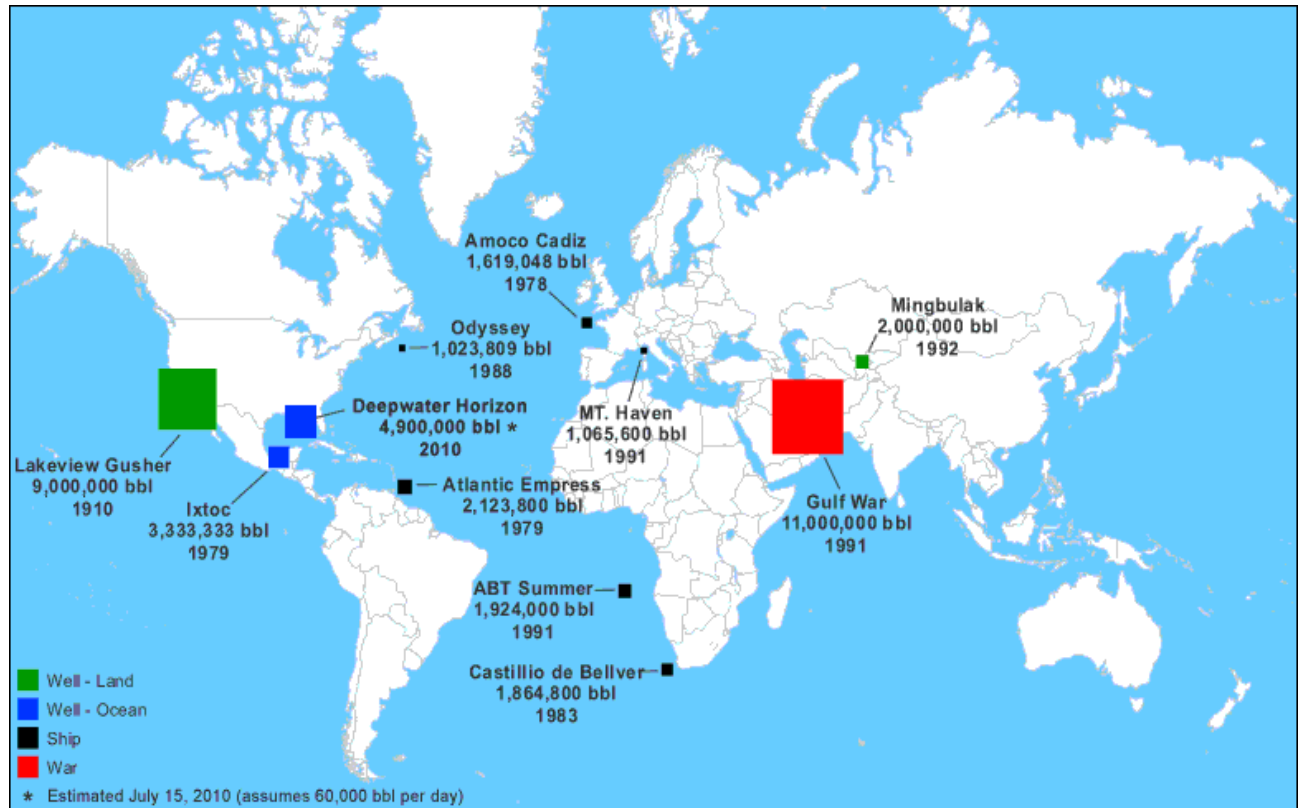 Amoco Cadiz
1,619,048 bbl
1978
Mingbulak
2,000,000 bbl
1992
Odyssey
1,023,809 bbl
1988
Deepwater Horizon
4,900,000 bbl *
2010
MT. Haven
1,065,600 bbl
1991
Lakeview Gusher
9,000,000 bbl
1910
Ixtoc
3,333,333 bbl
1979
Atlantic Empress
2,123,800 bbl
1979
Gulf War
11,000,000 bbl
1991
ABT Summer
1,924,000 bbl
1991
Castillio de Bellver
1,864,800 bbl
1983
Well - Land
Well - Ocean
Ship
War
* Estimated July 15, 2010 (assumes 60,000 bbl per day)